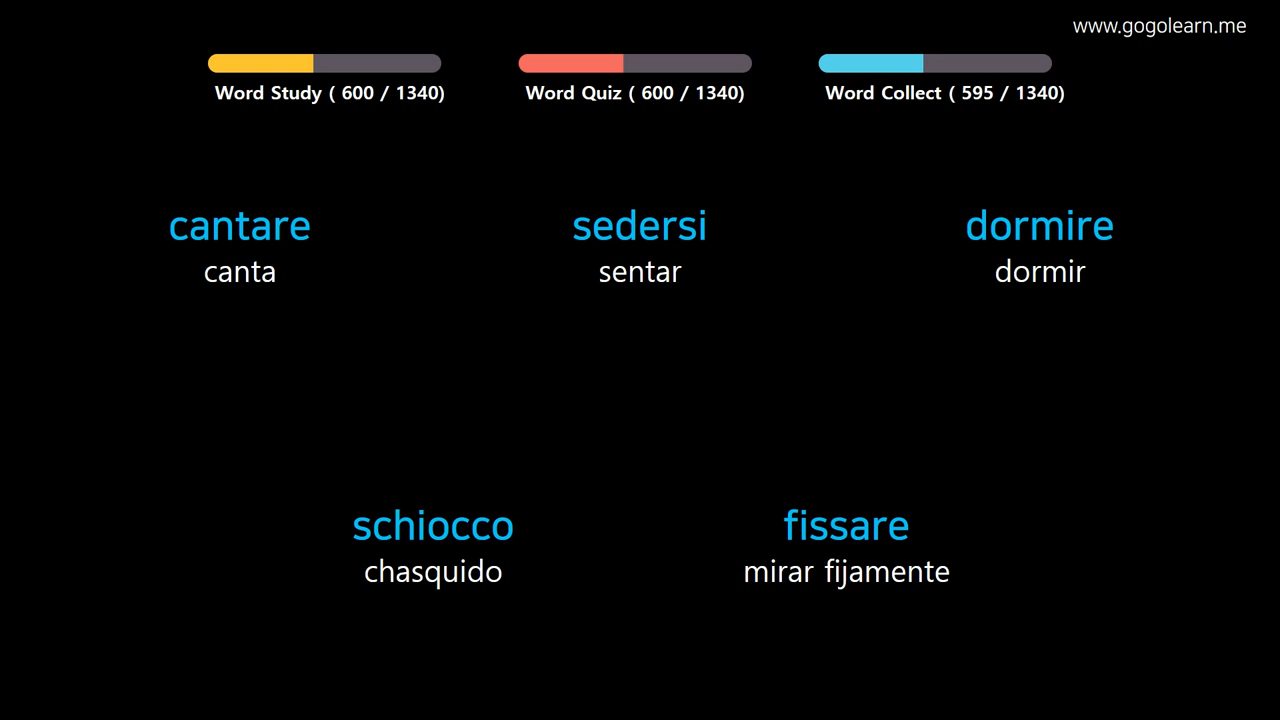 www.gogolearn.me
Word Study ( 600 / 1340)
Word Quiz ( 600 / 1340)
Word Collect ( 595 / 1340)
cantare
canta
sedersi
sentar
dormire
dormir
schiocco
chasquido
fissare
mirar fijamente